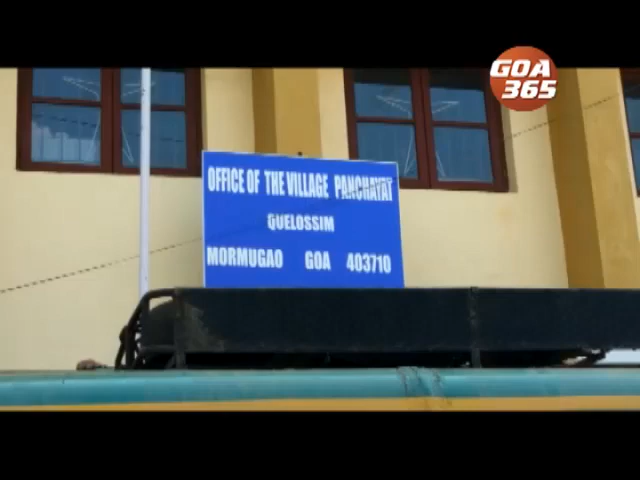 GOA
365
OFFICE OF THE VILLAGE PANCHAYAT
QUELOSSIM
MORMUGAO GOA 403710